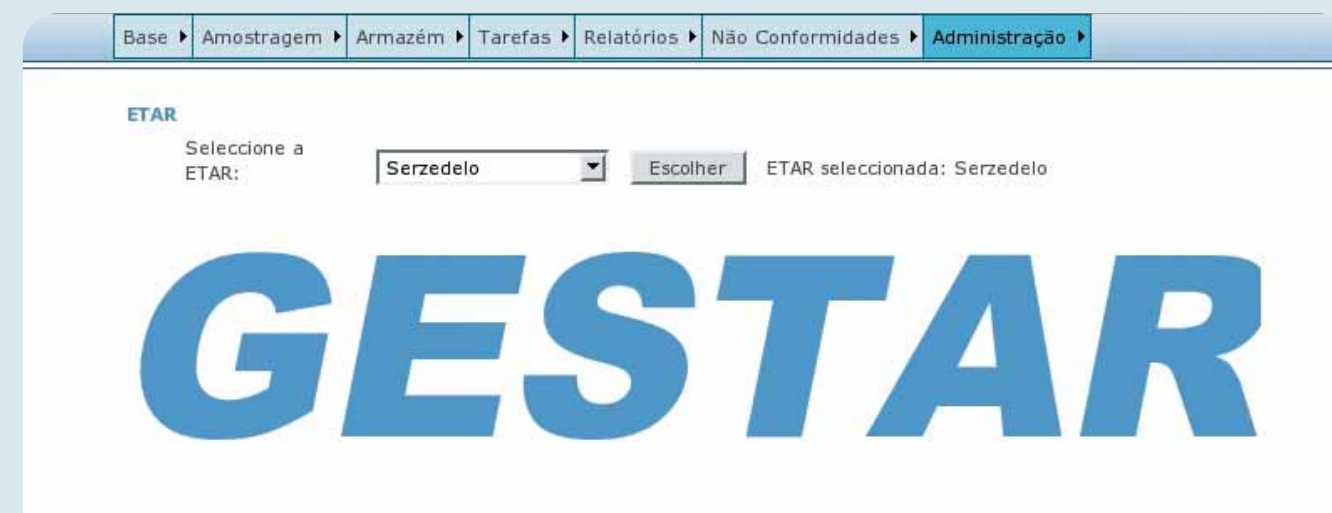 Base Amostragem Armazém Tarefas Relatórios Não Conformidades Administração
ETAR
Seleccione a
ETAR: Serzedelo Escolher ETAR seleccionada: Serzedelo
GESTAR